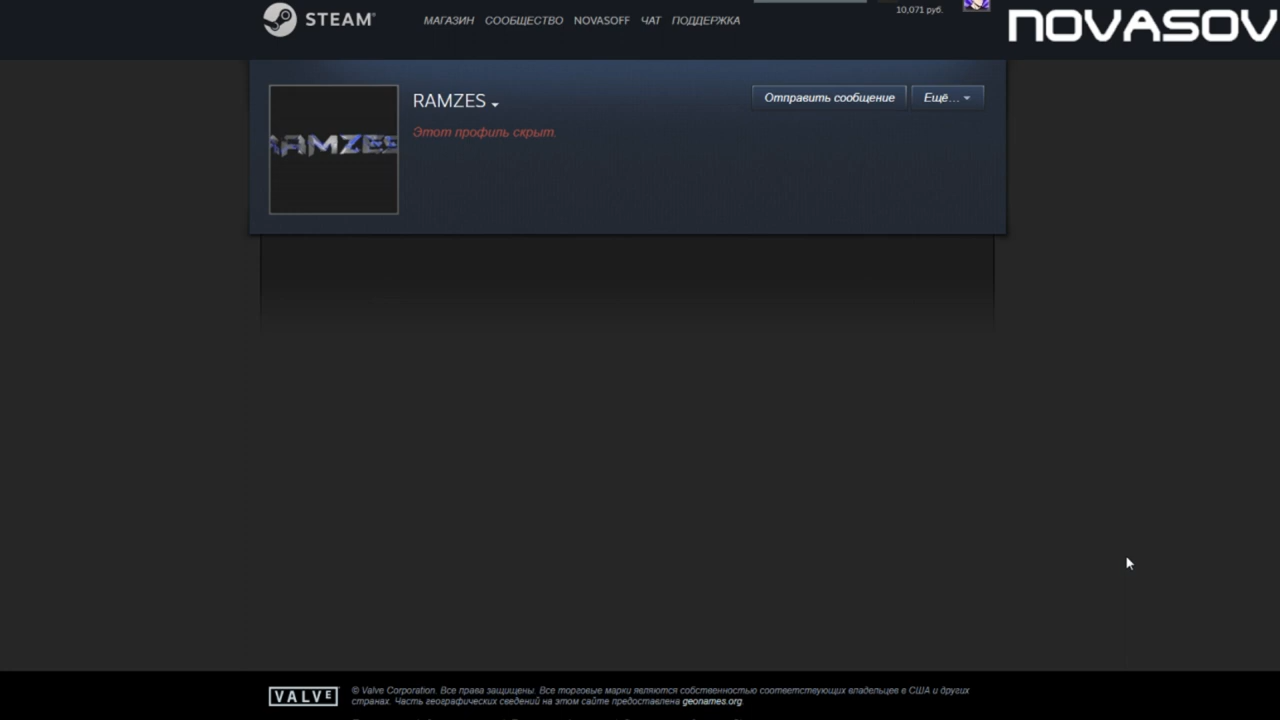 STEAM®
МАГАЗИН СООБЩЕСТВО NOVASOFF ЧАТ ПОДДЕРЖКА
10,071 руб.
NOVASOV
RAMZES
RAMZES
Отправить сообщение
Ещё...
Этот профиль скрыт.
VALVE
© Valve Corporation. Все права защищены. Все торговые марки являются собственностью соответствующих владельцев в США и других
странах. Часть географических сведений на этом сайте предоставлена geonames.org.